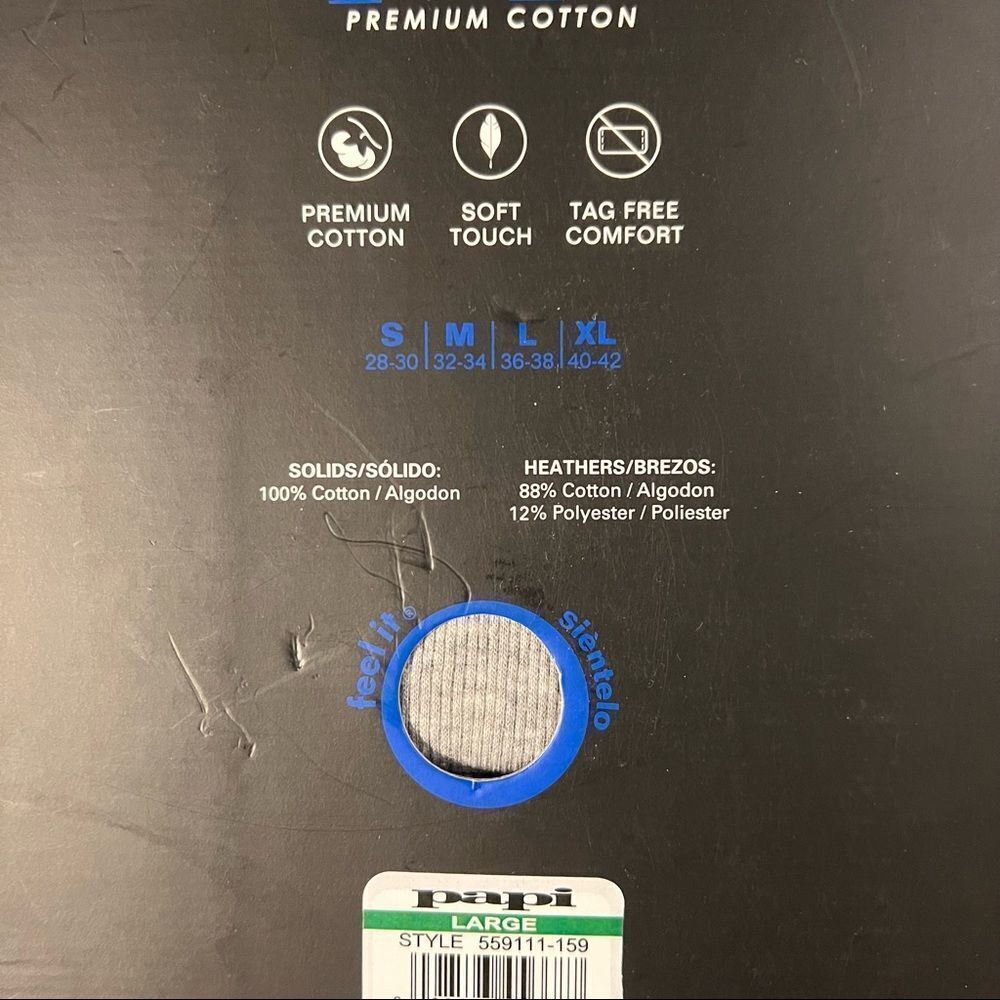 PREMIUM COTTON
PREMIUM COTTON
SOFT TOUCH
TAG FREE COMFORT
S | M | L | XL
28-30 | 32-34 | 36-38 | 40-42
SOLIDS/SÓLIDO:
100% Cotton / Algodon
HEATHERS/BREZOS:
88% Cotton / Algodon
12% Polyester / Poliester
feel it®
sièntelo
papi
LARGE
STYLE 559111-159